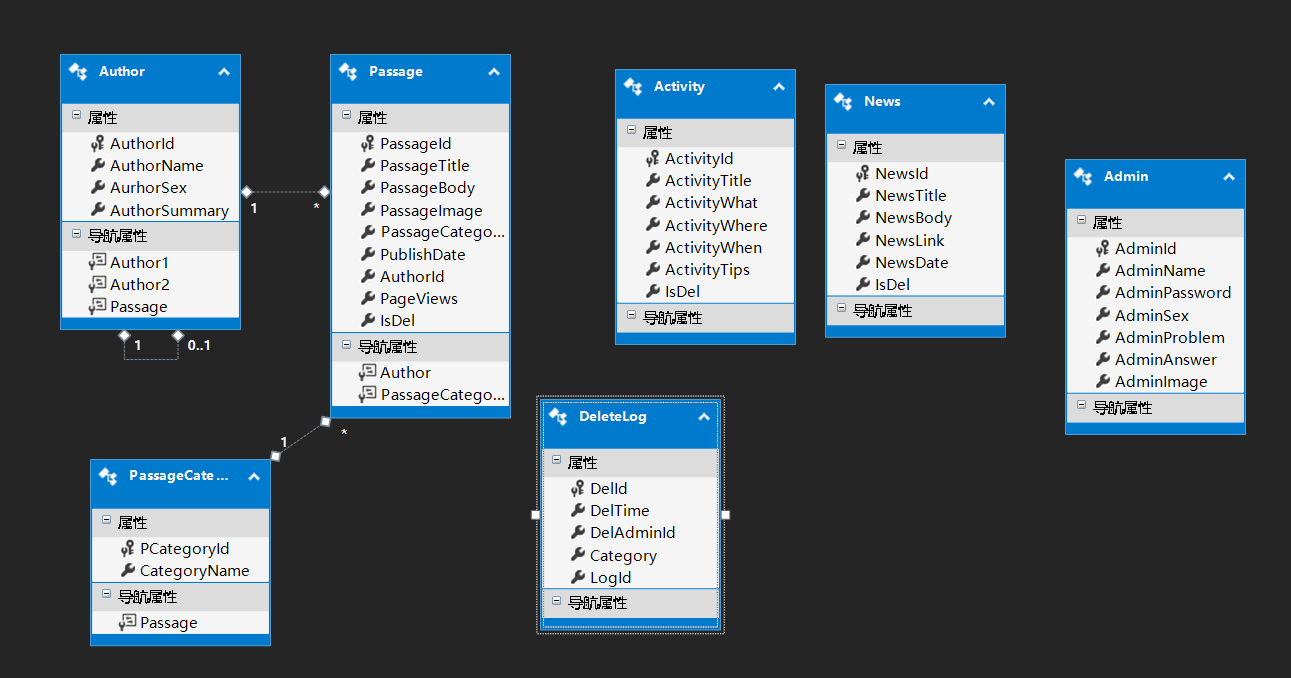 Author
属性
AuthorId
AuthorName
AurhorSex
AuthorSummary
导航属性
Author1
Author2
Passage
1
0..1
1
*
Passage
属性
PassageId
PassageTitle
PassageBody
PassageImage
PassageCatego...
PublishDate
AuthorId
PageViews
IsDel
导航属性
Author
PassageCatego...
1
*
PassageCate...
属性
PCategoryId
CategoryName
导航属性
Passage
Activity
属性
ActivityId
ActivityTitle
ActivityWhat
ActivityWhere
ActivityWhen
ActivityTips
IsDel
导航属性
News
属性
NewsId
NewsTitle
NewsBody
NewsLink
NewsDate
IsDel
导航属性
Admin
属性
AdminId
AdminName
AdminPassword
AdminSex
AdminProblem
AdminAnswer
AdminImage
导航属性
DeleteLog
属性
DelId
DelTime
DelAdminId
Category
LogId
导航属性